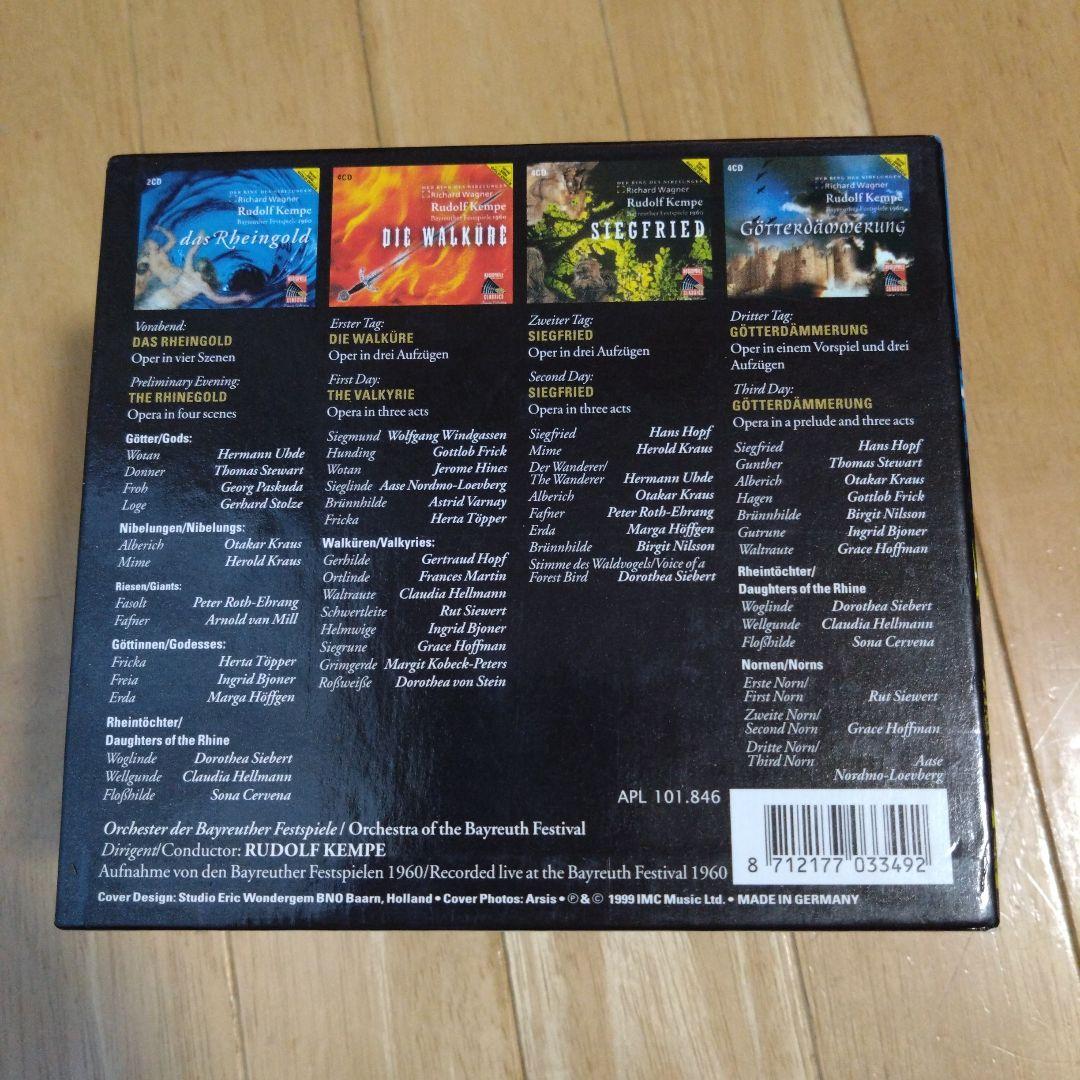 2CD
DER RING DES NIBELUNGEN
Richard Wagner
Rudolf Kempe
Bayreuther Festspiele 1960
das Rheingold
Vorabend:
DAS RHEINGOLD
Oper in vier Szenen
Preliminary Evening:
THE RHINEGOLD
Opera in four scenes
Götter/Gods:
Wotan Hermann Uhde
Donner Thomas Stewart
Froh Georg Paskuda
Loge Gerhard Stolze
Nibelungen/Nibelungs:
Alberich Otakar Kraus
Mime Herold Kraus
Riesen/Giants:
Fasolt Peter Roth-Ehrang
Fafner Arnold van Mill
Göttinnen/Godesses:
Fricka Herta Töpper
Freia Ingrid Bjoner
Erda Marga Höffgen
Rheintöchter/
Daughters of the Rhine
Woglinde Dorothea Siebert
Wellgunde Claudia Hellmann
Floßhilde Sona Cervena
4CD
DER RING DES NIBELUNGEN
Richard Wagner
Rudolf Kempe
Bayreuther Festspiele 1960
DIE WALKÜRE
Erster Tag:
DIE WALKÜRE
Oper in drei Aufzügen
First Day:
THE VALKYRIE
Opera in three acts
Siegmund Wolfgang Windgassen
Hunding Gottlob Frick
Wotan Jerome Hines
Sieglinde Aase Nordmo-Loevberg
Brünnhilde Astrid Varnay
Fricka Herta Töpper
Walküren/Valkyries:
Gerhilde Gertraud Hopf
Ortlinde Frances Martin
Waltraute Claudia Hellmann
Schwertleite Rut Siewert
Helmwige Ingrid Bjoner
Siegrune Grace Hoffman
Grimgerde Margit Kobeck-Peters
Roßweiße Dorothea von Stein
4CD
DER RING DES NIBELUNGEN
Richard Wagner
Rudolf Kempe
Bayreuther Festspiele 1960
SIEGFRIED
Zweiter Tag:
SIEGFRIED
Oper in drei Aufzügen
Second Day:
SIEGFRIED
Opera in three acts
Siegfried Hans Hopf
Mime Herold Kraus
Der Wanderer/
The Wanderer Hermann Uhde
Alberich Otakar Kraus
Fafner Peter Roth-Ehrang
Erda Marga Höffgen
Brünnhilde Birgit Nilsson
Stimme des Waldvogels/Voice of a
Forest Bird Dorothea Siebert
4CD
DER RING DES NIBELUNGEN
Richard Wagner
Rudolf Kempe
Bayreuther Festspiele 1960
GÖTTERDÄMMERUNG
Dritter Tag:
GÖTTERDÄMMERUNG
Oper in einem Vorspiel und drei
Aufzügen
Third Day:
GÖTTERDÄMMERUNG
Opera in a prelude and three acts
Siegfried Hans Hopf
Gunther Thomas Stewart
Alberich Otakar Kraus
Hagen Gottlob Frick
Brünnhilde Birgit Nilsson
Gutrune Ingrid Bjoner
Waltraute Grace Hoffman
Rheintöchter/
Daughters of the Rhine
Woglinde Dorothea Siebert
Wellgunde Claudia Hellmann
Floßhilde Sona Cervena
Nornen/Norns
Erste Norn/
First Norn Rut Siewert
Zweite Norn/
Second Norn Grace Hoffman
Dritte Norn/
Third Norn Aase
Nordmo-Loevberg
APL 101.846
Orchester der Bayreuther Festspiele / Orchestra of the Bayreuth Festival
Dirigent/Conductor: RUDOLF KEMPE
Aufnahme von den Bayreuther Festspielen 1960/Recorded live at the Bayreuth Festival 1960
Cover Design: Studio Eric Wondergem BNO Baarn, Holland • Cover Photos: Arsis • ℗ & © 1999 IMC Music Ltd. • MADE IN GERMANY
8 712177 033492